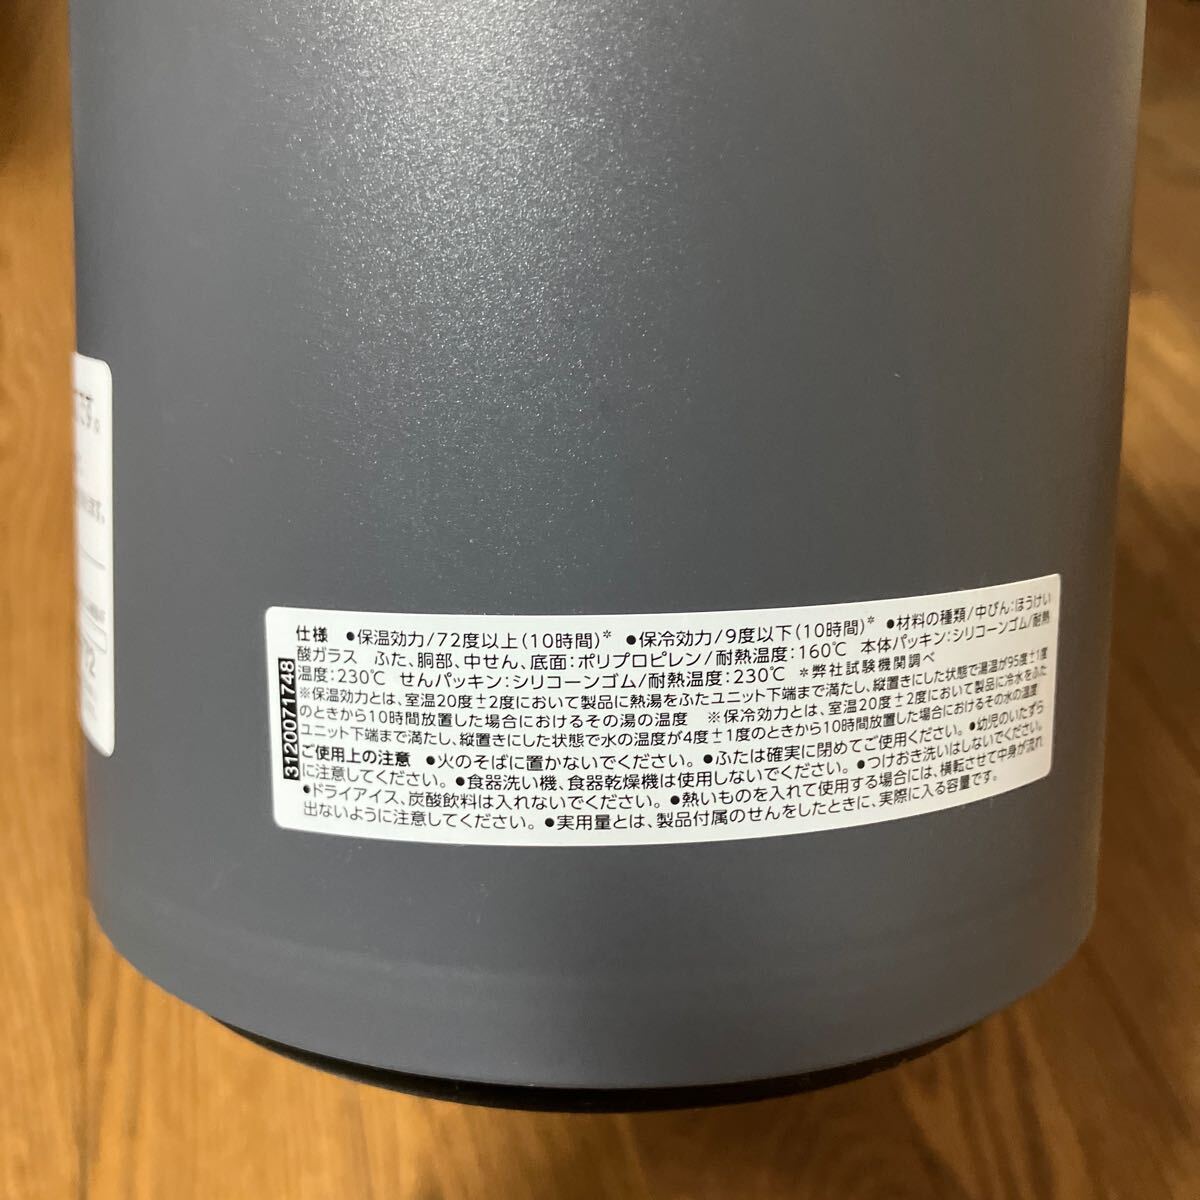 です。
ます。
72
3120071748
仕様 ●保温効力/72度以上(10時間)* ●保冷効力/9度以下(10時間)* ●材料の種類/中びん:ほうけい
酸ガラス ふた、胴部、中せん、底面:ポリプロピレン/耐熱温度:160℃ 本体パッキン:シリコーンゴム/耐熱
温度:230℃ せんパッキン:シリコーンゴム/耐熱温度:230℃ *弊社試験機関調べ
※保温効力とは、室温20度±2度において製品に熱湯をふたユニット下端まで満たし、縦置きにした状態で湯温が95度±1度
のときから10時間放置した場合におけるその湯の温度 ※保冷効力とは、室温20度±2度において製品に冷水をふた
ユニット下端まで満たし、縦置きにした状態で水の温度が4度±1度のときから10時間放置した場合におけるその水の温度
ご使用上の注意 ●火のそばに置かないでください。●ふたは確実に閉めてご使用ください。●幼児のいたずら
に注意してください。●食器洗い機、食器乾燥機は使用しないでください。●つけおき洗いはしないでください。
●ドライアイス、炭酸飲料は入れないでください。●熱いものを入れて使用する場合には、横転させて中身が流れ
出ないように注意してください。●実用量とは、製品付属のせんをしたときに、実際に入る容量です。